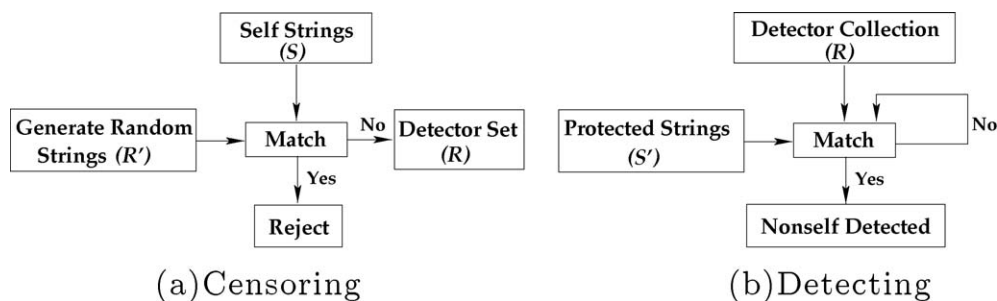 Self Strings
(S)
Generate Random
Strings (R')
Match
No
Detector Set
(R)
Yes
Reject
(a)Censoring
Detector Collection
(R)
Protected Strings
(S')
Match
No
Yes
Nonself Detected
(b)Detecting